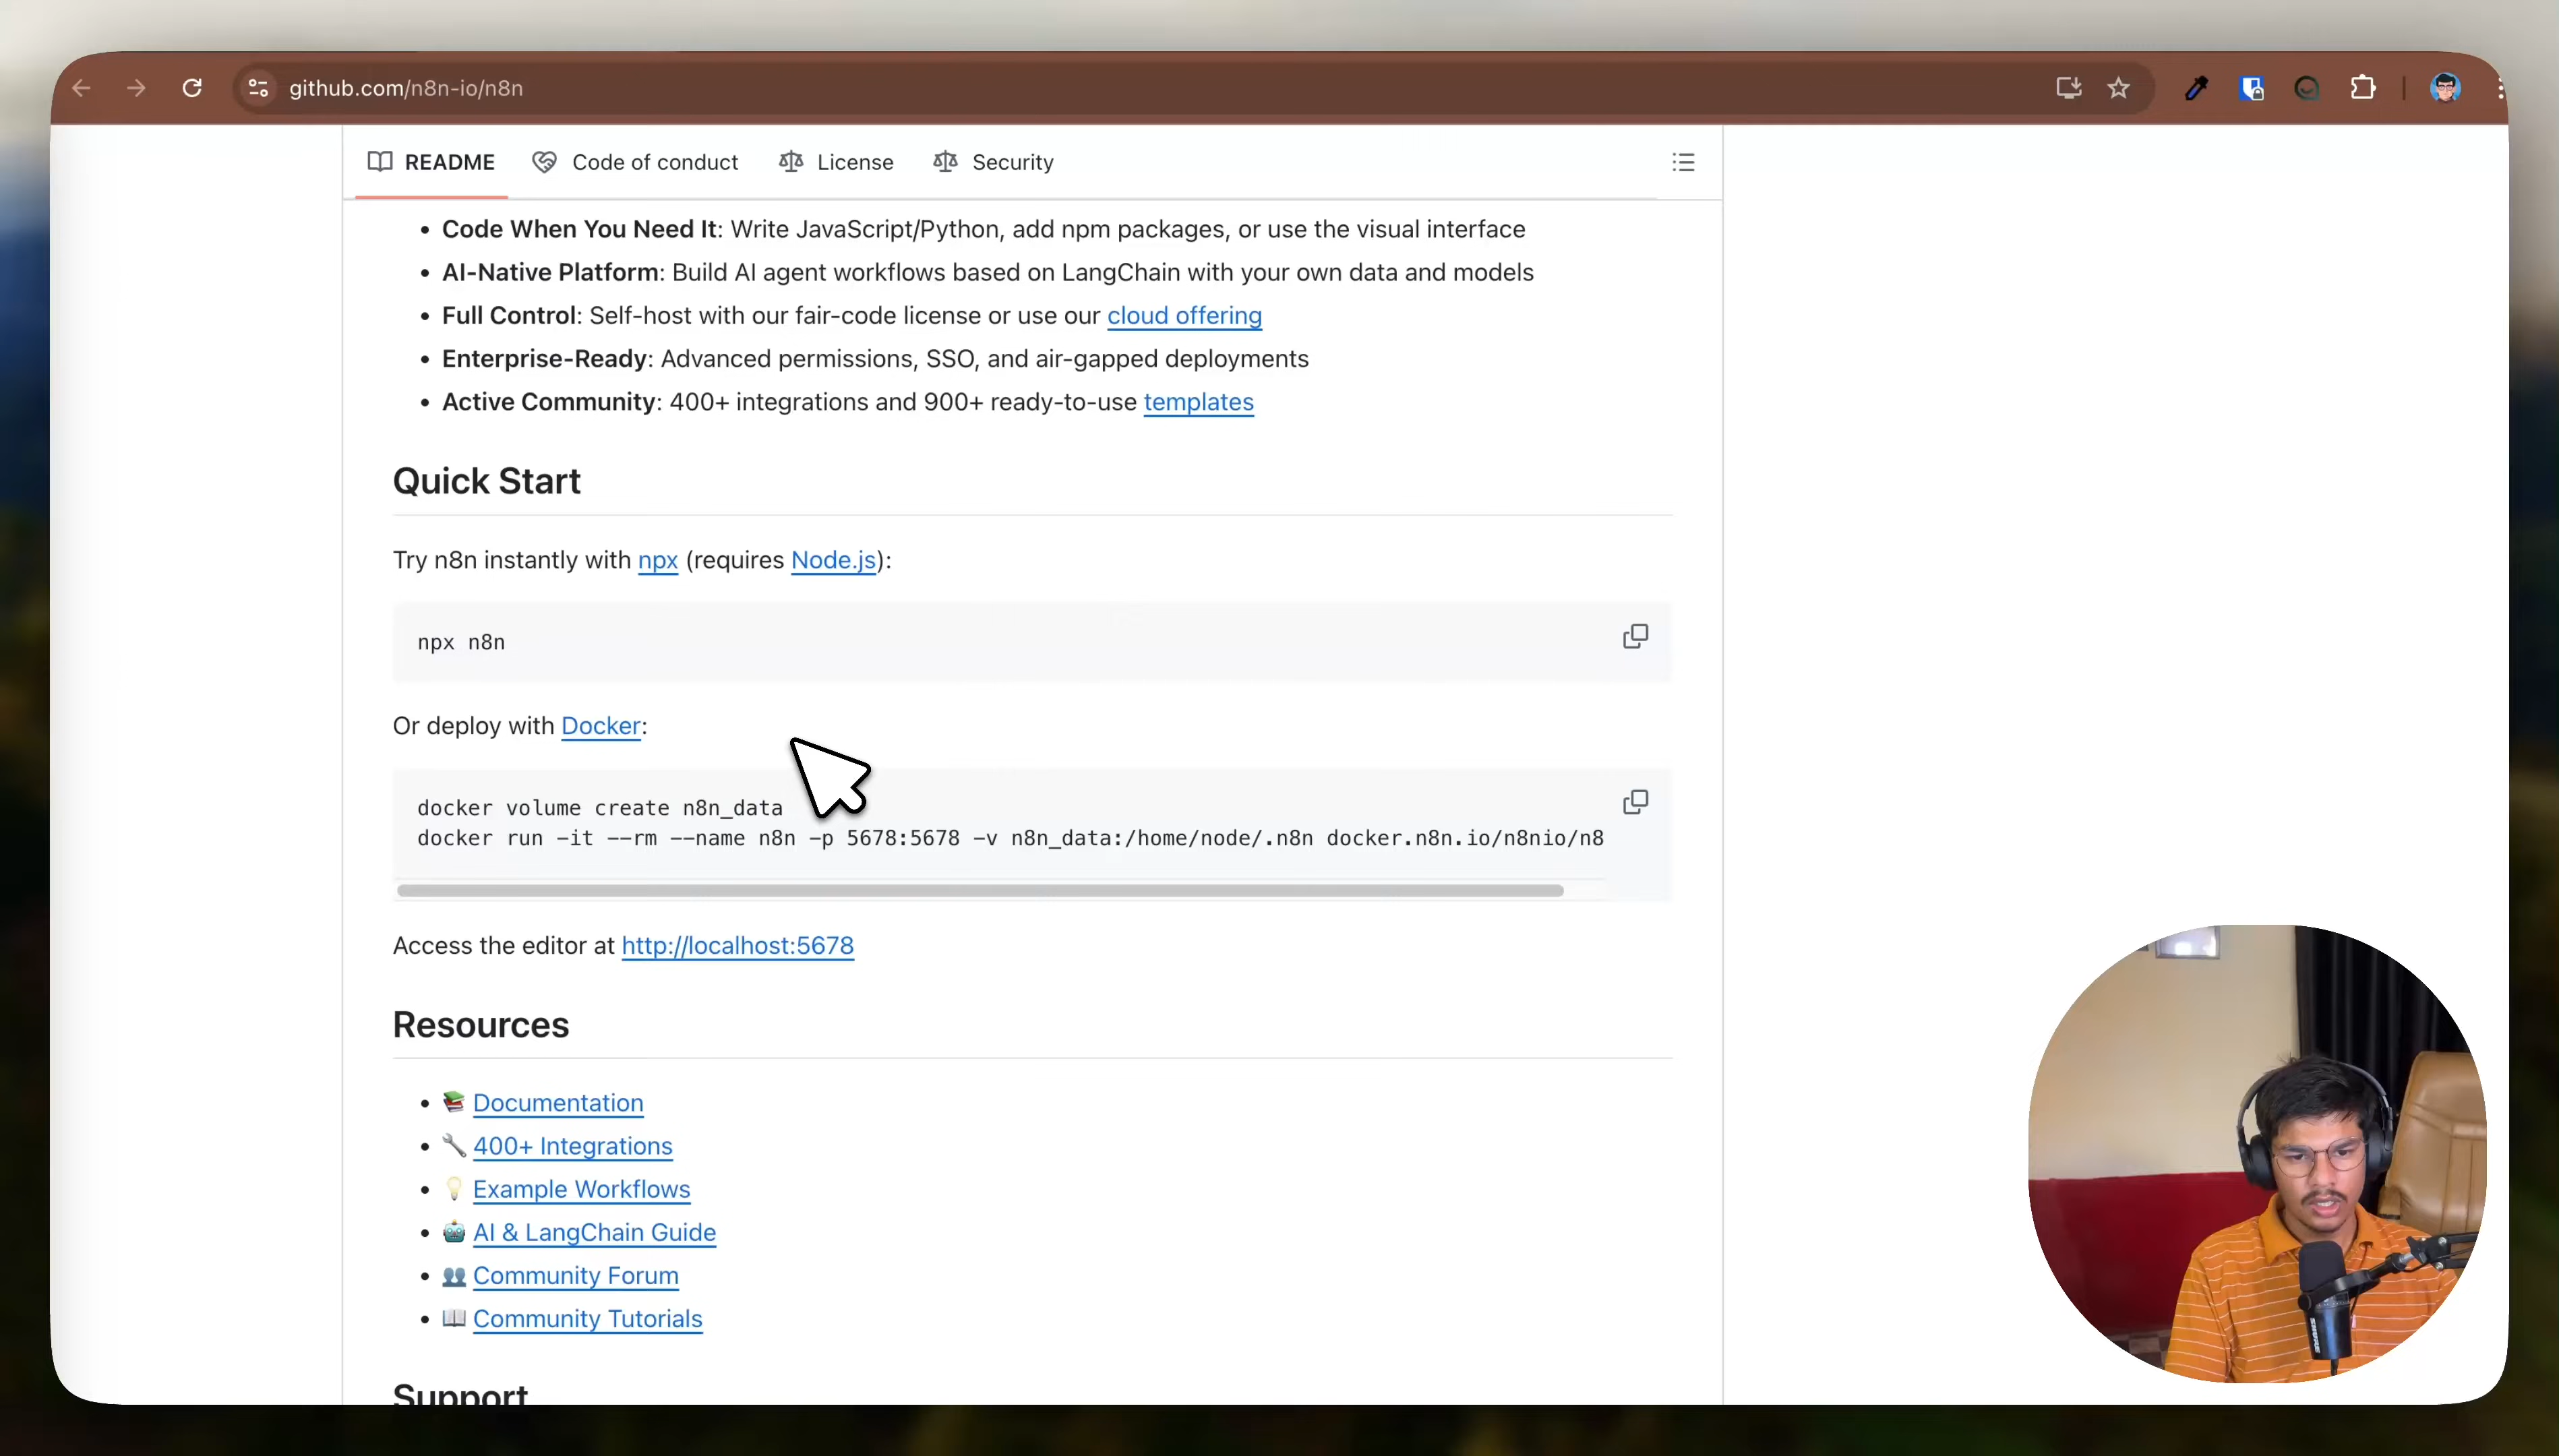 github.com/n8n-io/n8n
README Code of conduct License Security
Code When You Need It: Write JavaScript/Python, add npm packages, or use the visual interface
AI-Native Platform: Build AI agent workflows based on LangChain with your own data and models
Full Control: Self-host with our fair-code license or use our cloud offering
Enterprise-Ready: Advanced permissions, SSO, and air-gapped deployments
Active Community: 400+ integrations and 900+ ready-to-use templates
Quick Start
Try n8n instantly with npx (requires Node.js):
npx n8n
Or deploy with Docker:
docker volume create n8n_data
docker run -it --rm --name n8n -p 5678:5678 -v n8n_data:/home/node/.n8n docker.n8n.io/n8nio/n8
Access the editor at http://localhost:5678
Resources
Documentation
400+ Integrations
Example Workflows
AI & LangChain Guide
Community Forum
Community Tutorials
Support
SHURE